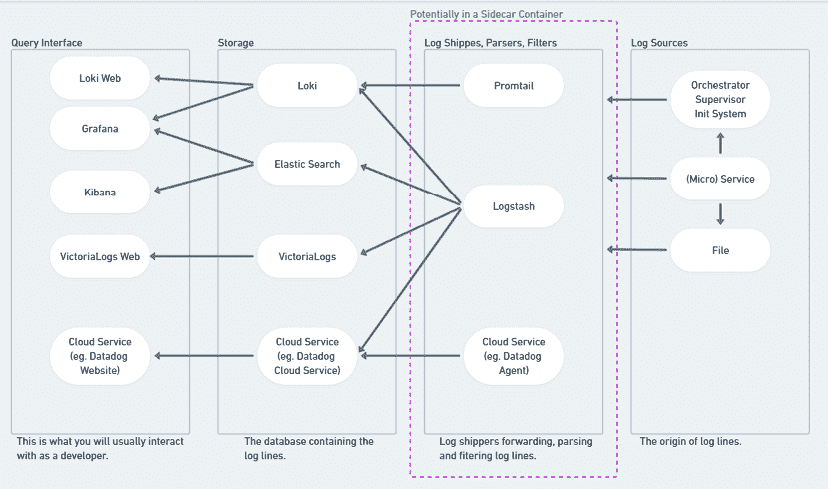 Potentially in a Sidecar Container
Query Interface
Storage
Log Shippes, Parsers, Filters
Log Sources
Loki Web
Grafana
Kibana
VictoriaLogs Web
Cloud Service
(eg. Datadog
Website)
Loki
Elastic Search
VictoriaLogs
Cloud Service
(eg. Datadog
Cloud Service)
Promtail
Logstash
Cloud Service
(eg. Datadog
Agent)
Orchestrator
Supervisor
Init System
(Micro) Service
File
This is what you will usually interact
with as a developer.
The database containing the
log lines.
Log shippers forwarding, parsing
and filtering log lines.
The origin of log lines.